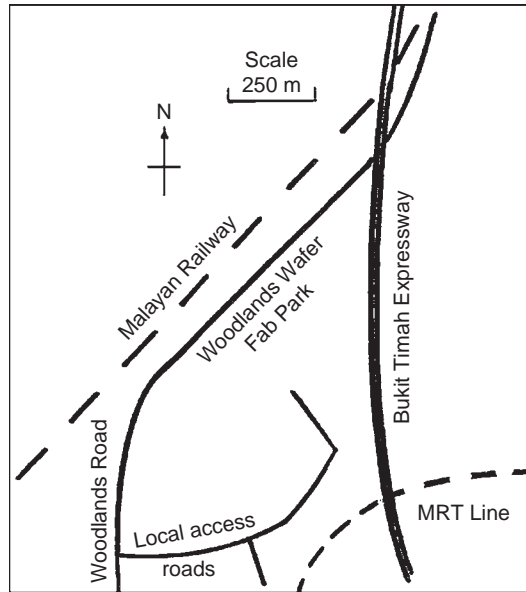 Scale
250 m
N
Malayan Railway
Woodlands Wafer
Fab Park
Bukit Timah Expressway
Woodlands Road
Local access
roads
MRT Line